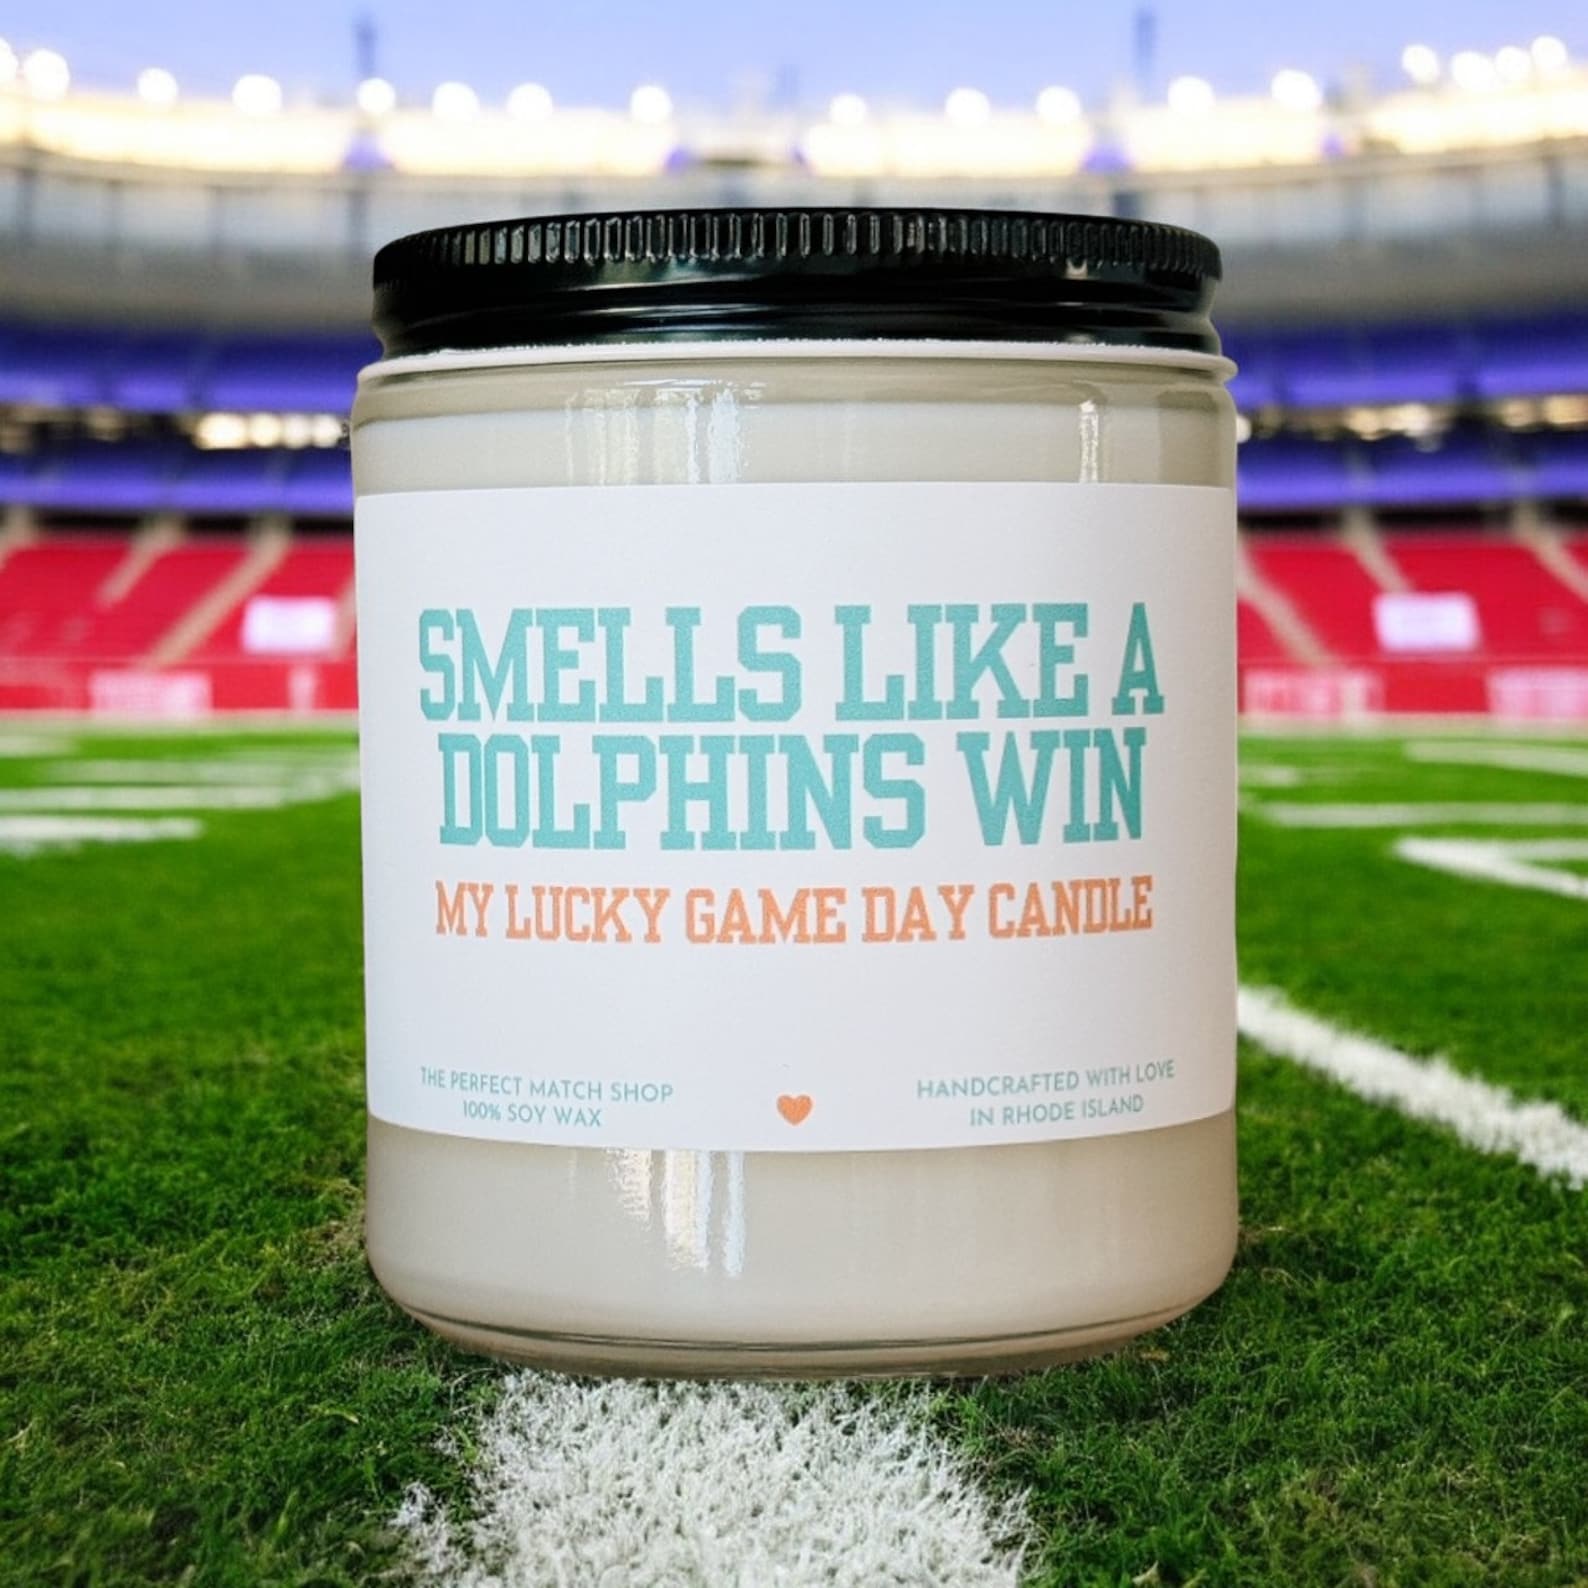 SMELLS LIKE A
DOLPHINS WIN
MY LUCKY GAME DAY CANDLE
THE PERFECT MATCH SHOP
100% SOY WAX
HANDCRAFTED WITH LOVE
IN RHODE ISLAND